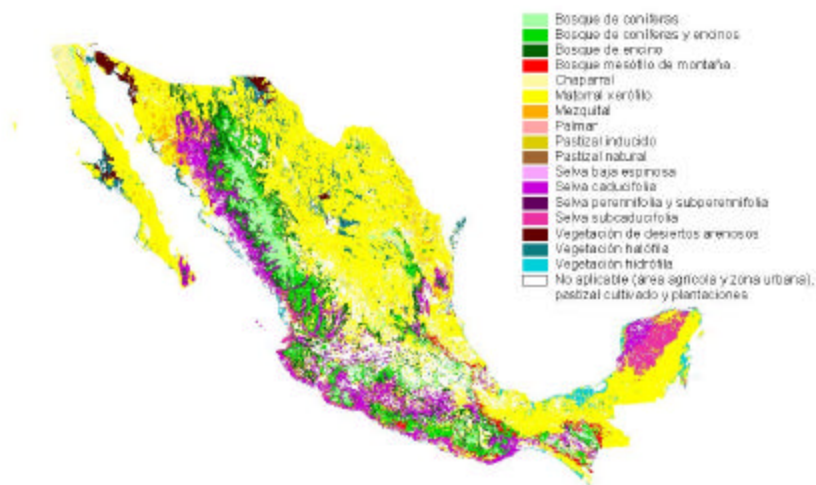 Bosque de coníferas
Bosque de coníferas y encinos
Bosque de encino
Bosque mesófilo de montaña
Chaparral
Matorral xerófilo
Mezquital
Palmar
Pastizal inducido
Pastizal natural
Selva baja espinosa
Selva caducifolia
Selva perennifolia y subperennifolia
Selva subcaducifolia
Vegetación de desiertos arenosos
Vegetación halófila
Vegetación hidrófila
No aplicable (área agrícola y zona urbana),
pastizal cultivado y plantaciones